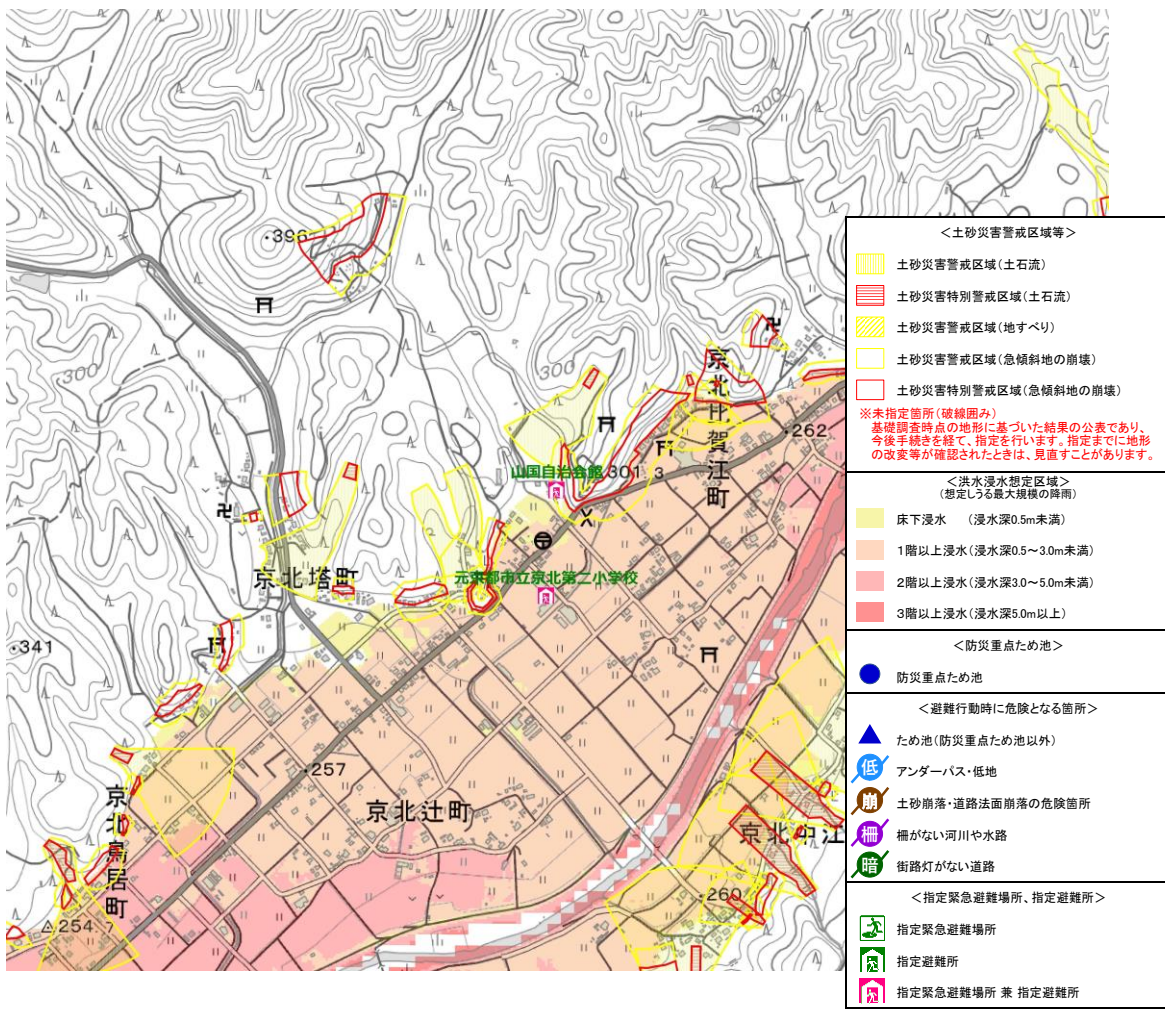 ・396
300
300
<土砂災害警戒区域等>
土砂災害警戒区域(土石流)
土砂災害特別警戒区域(土石流)
土砂災害警戒区域(地すべり)
土砂災害警戒区域(急傾斜地の崩壊)
土砂災害特別警戒区域(急傾斜地の崩壊)
※未指定箇所(破線囲み)
基礎調査時点の地形に基づいた結果の公表であり、
今後手続きを経て、指定を行います。指定までに地形
の改変等が確認されたときは、見直すことがあります。
京北比賀江町
・262
山国自治会館
301
3
元京都市立京北第二小学校
京北塔町
・341
・257
京北辻町
京北鳥居町
京北中江
・260
254
7
<洪水浸水想定区域>
(想定しうる最大規模の降雨)
床下浸水 (浸水深0.5m未満)
1階以上浸水(浸水深0.5~3.0m未満)
2階以上浸水(浸水深3.0~5.0m未満)
3階以上浸水(浸水深5.0m以上)
<防災重点ため池>
防災重点ため池
<避難行動時に危険となる箇所>
ため池(防災重点ため池以外)
低 アンダーパス・低地
崩 土砂崩落・道路法面崩落の危険箇所
柵 柵がない河川や水路
暗 街路灯がない道路
<指定緊急避難場所、指定避難所>
指定緊急避難場所
指定避難所
指定緊急避難場所 兼 指定避難所